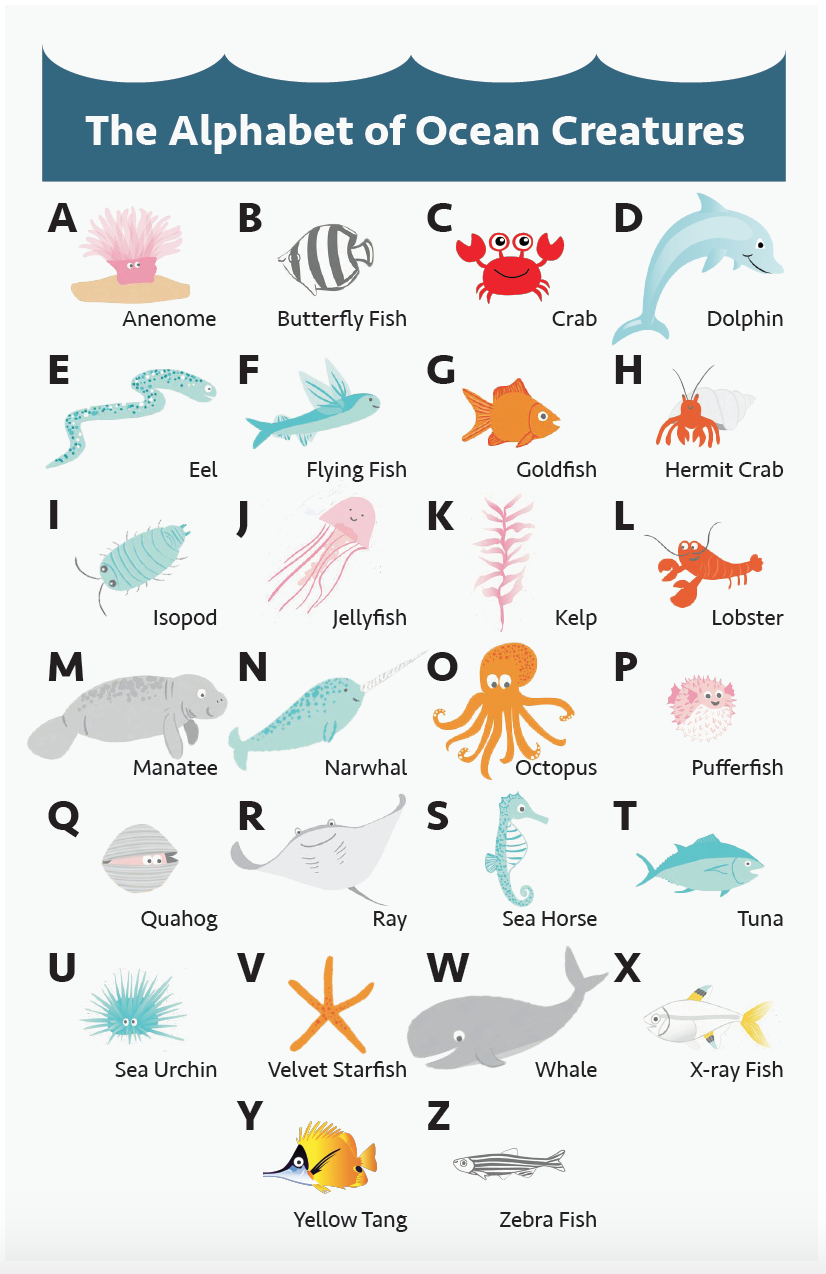 The Alphabet of Ocean Creatures
A
Anenome
B
Butterfly Fish
C
Crab
D
Dolphin
E
Eel
F
Flying Fish
G
Goldfish
H
Hermit Crab
I
Isopod
J
Jellyfish
K
Kelp
L
Lobster
M
Manatee
N
Narwhal
O
Octopus
P
Pufferfish
Q
Quahog
R
Ray
S
Sea Horse
T
Tuna
U
Sea Urchin
V
Velvet Starfish
W
Whale
X
X-ray Fish
Y
Yellow Tang
Z
Zebra Fish